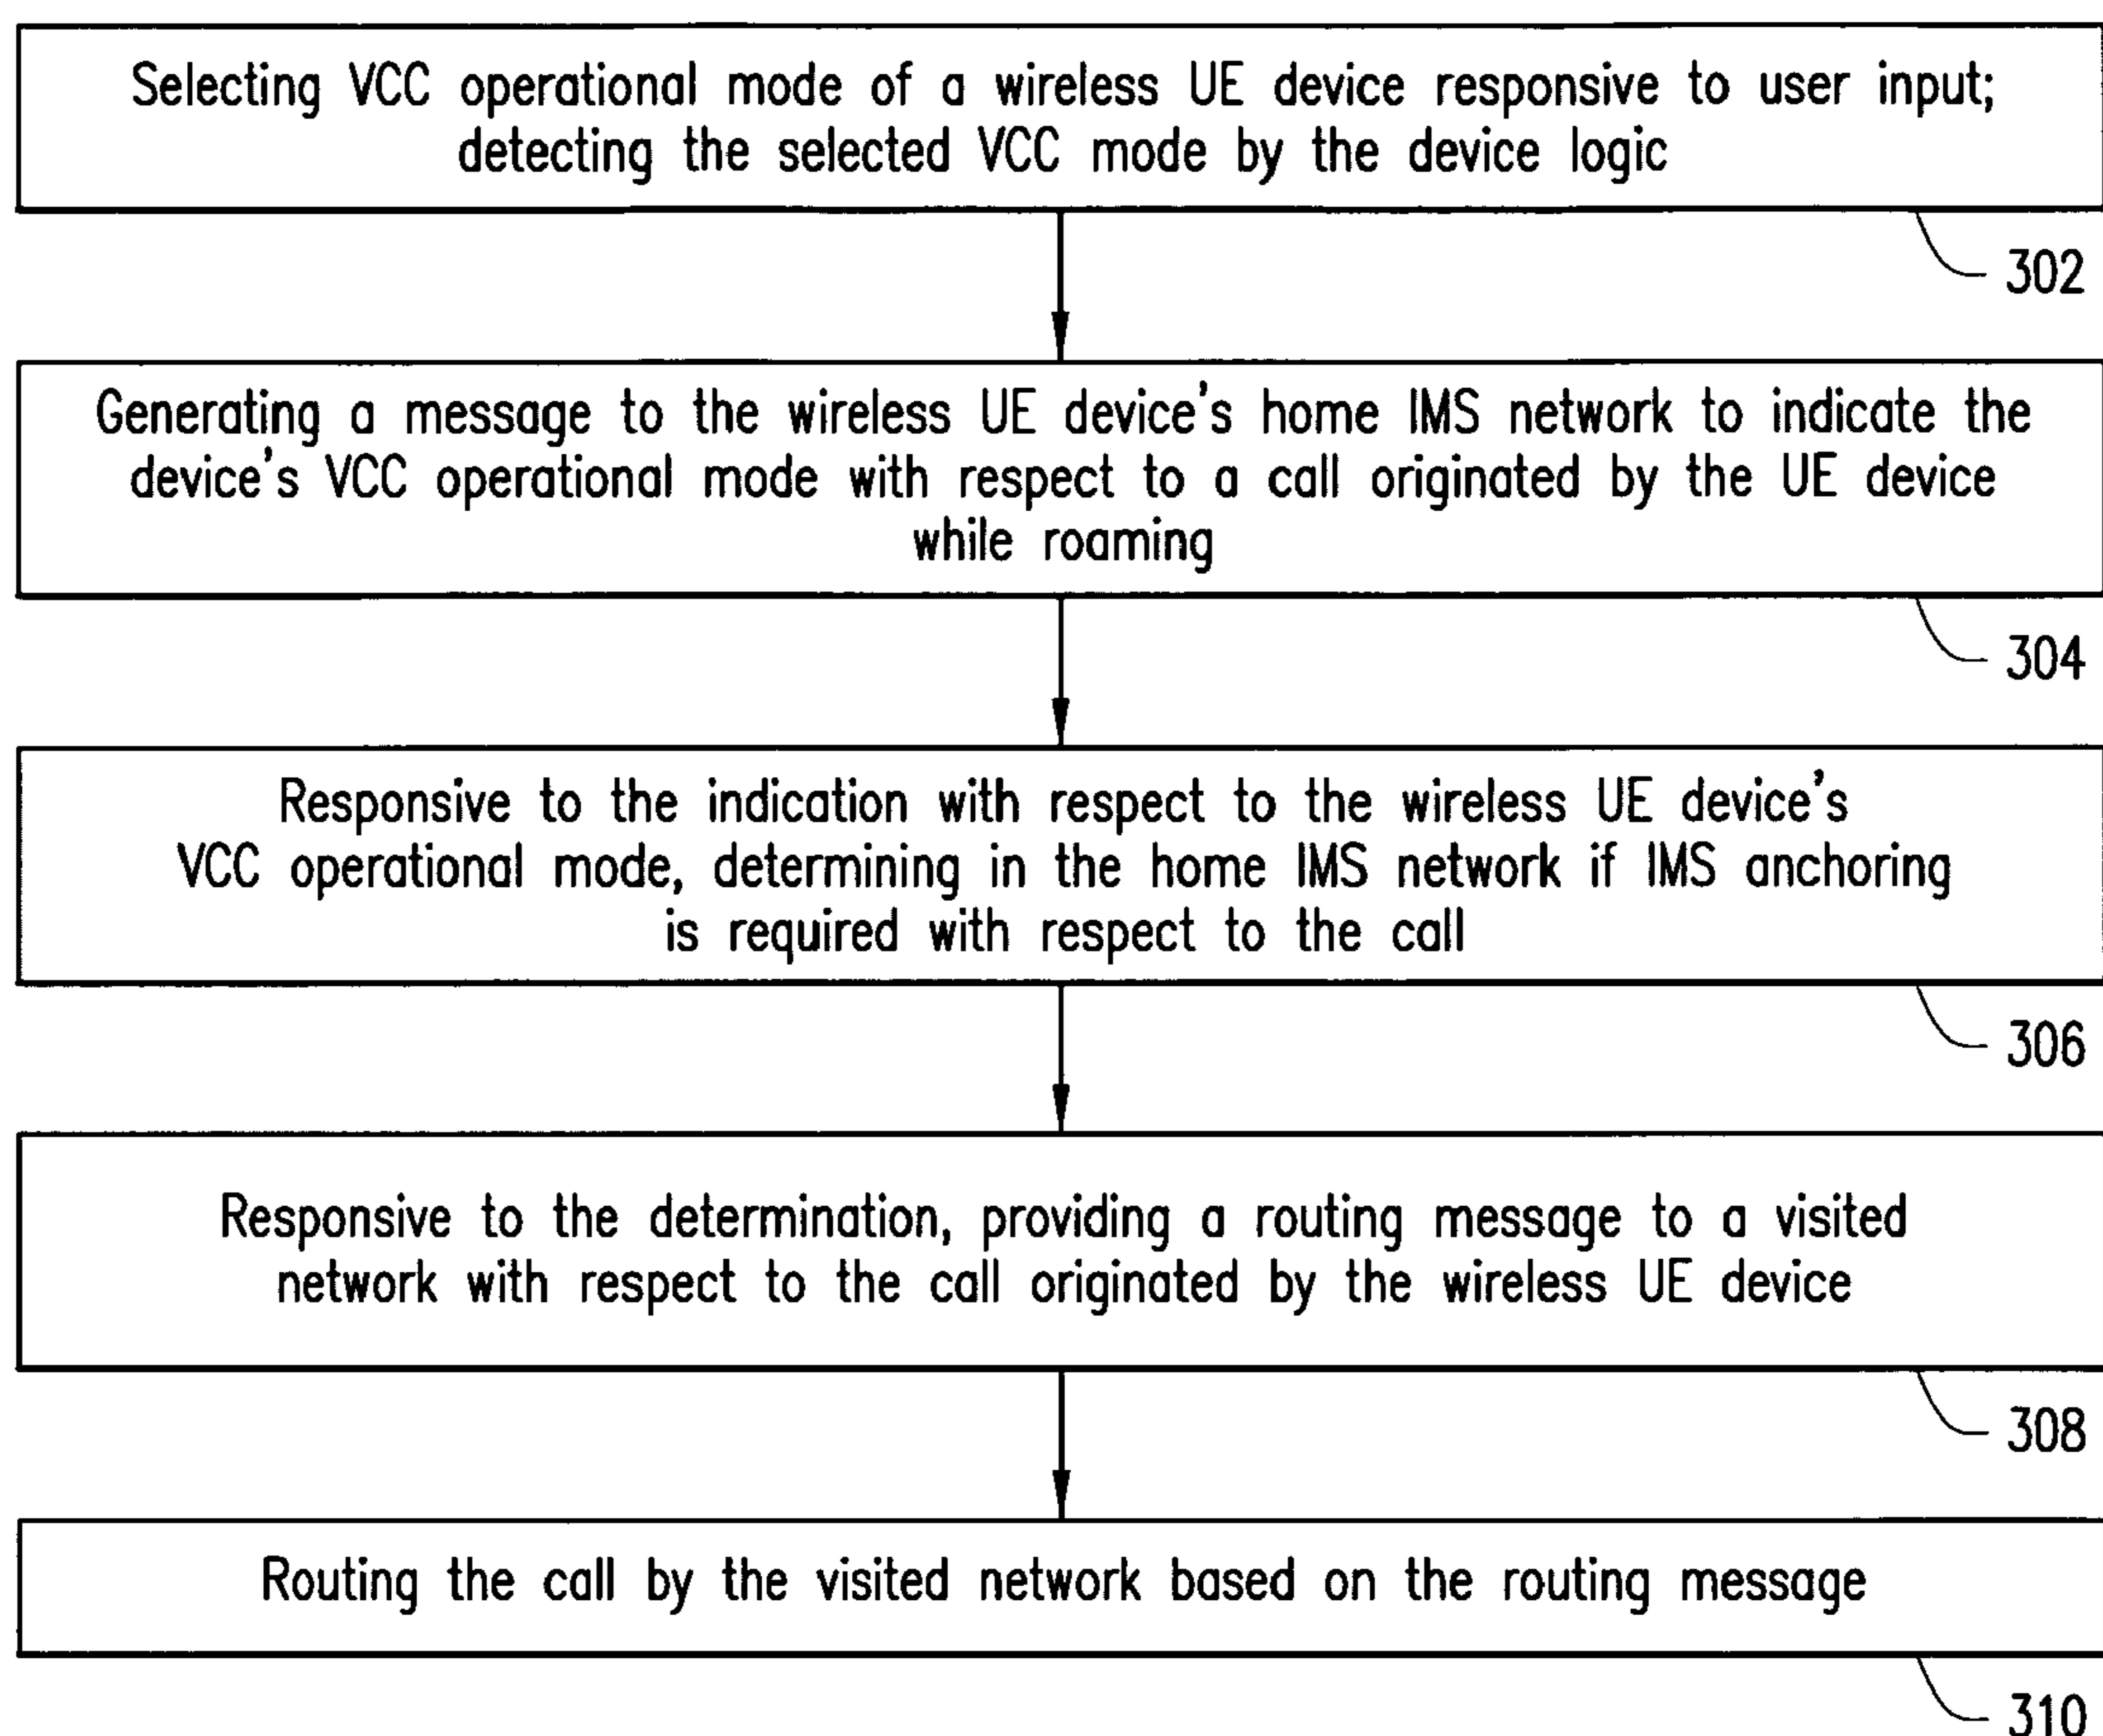 Selecting VCC operational mode of a wireless UE device responsive to user input;
detecting the selected VCC mode by the device logic
302
Generating a message to the wireless UE device's home IMS network to indicate the
device's VCC operational mode with respect to a call originated by the UE device
while roaming
304
Responsive to the indication with respect to the wireless UE device's
VCC operational mode, determining in the home IMS network if IMS anchoring
is required with respect to the call
306
Responsive to the determination, providing a routing message to a visited
network with respect to the call originated by the wireless UE device
308
Routing the call by the visited network based on the routing message
310